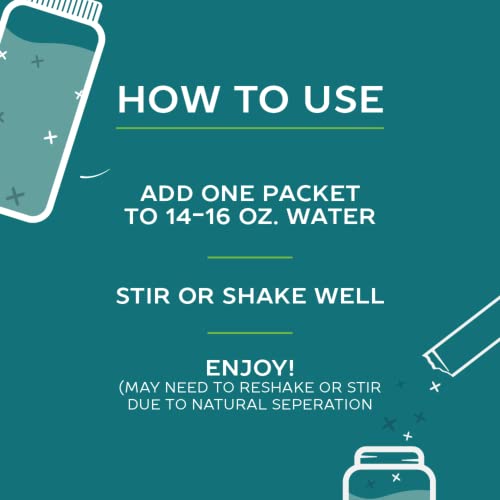 HOW TO USE
ADD ONE PACKET
TO 14-16 OZ. WATER
STIR OR SHAKE WELL
ENJOY!
(MAY NEED TO RESHAKE OR STIR
DUE TO NATURAL SEPERATION